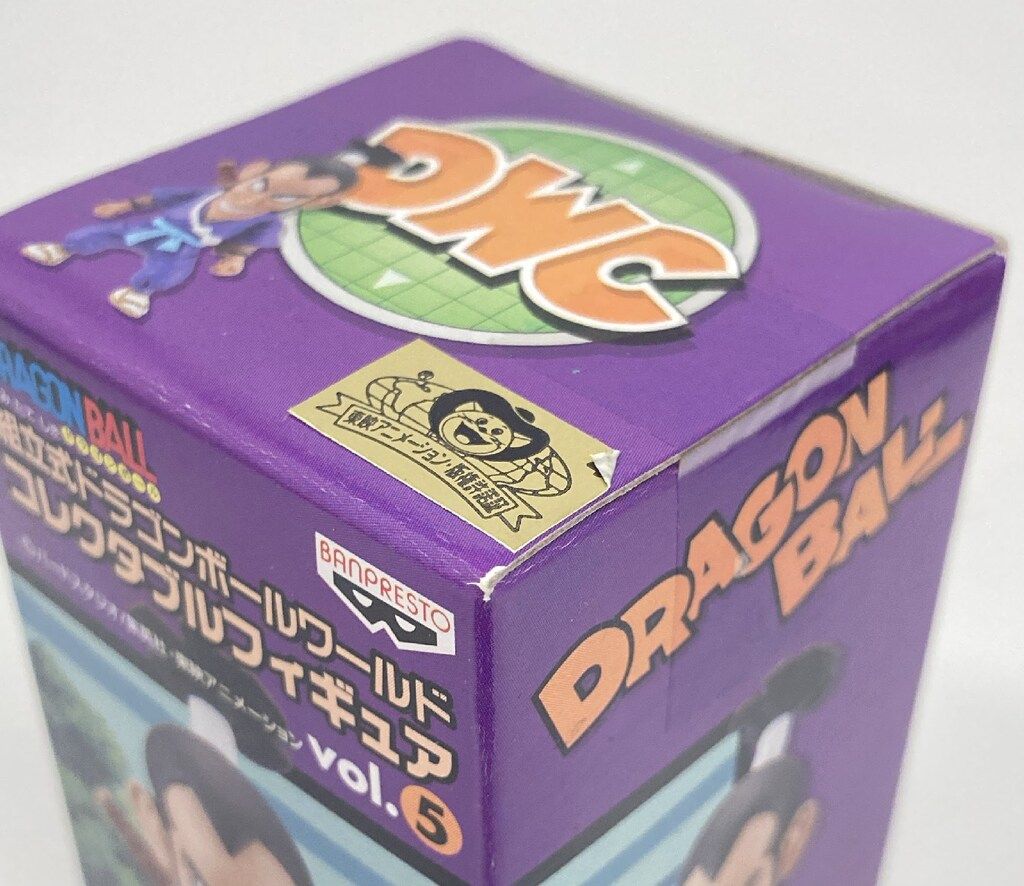 DWC
東映アニメーション・版権許諾証
DRAGON BALL
組立式ドラゴンボールワールド
コレクタブルフィギュア
vol.5
BANPRESTO
DRAGON
BALL